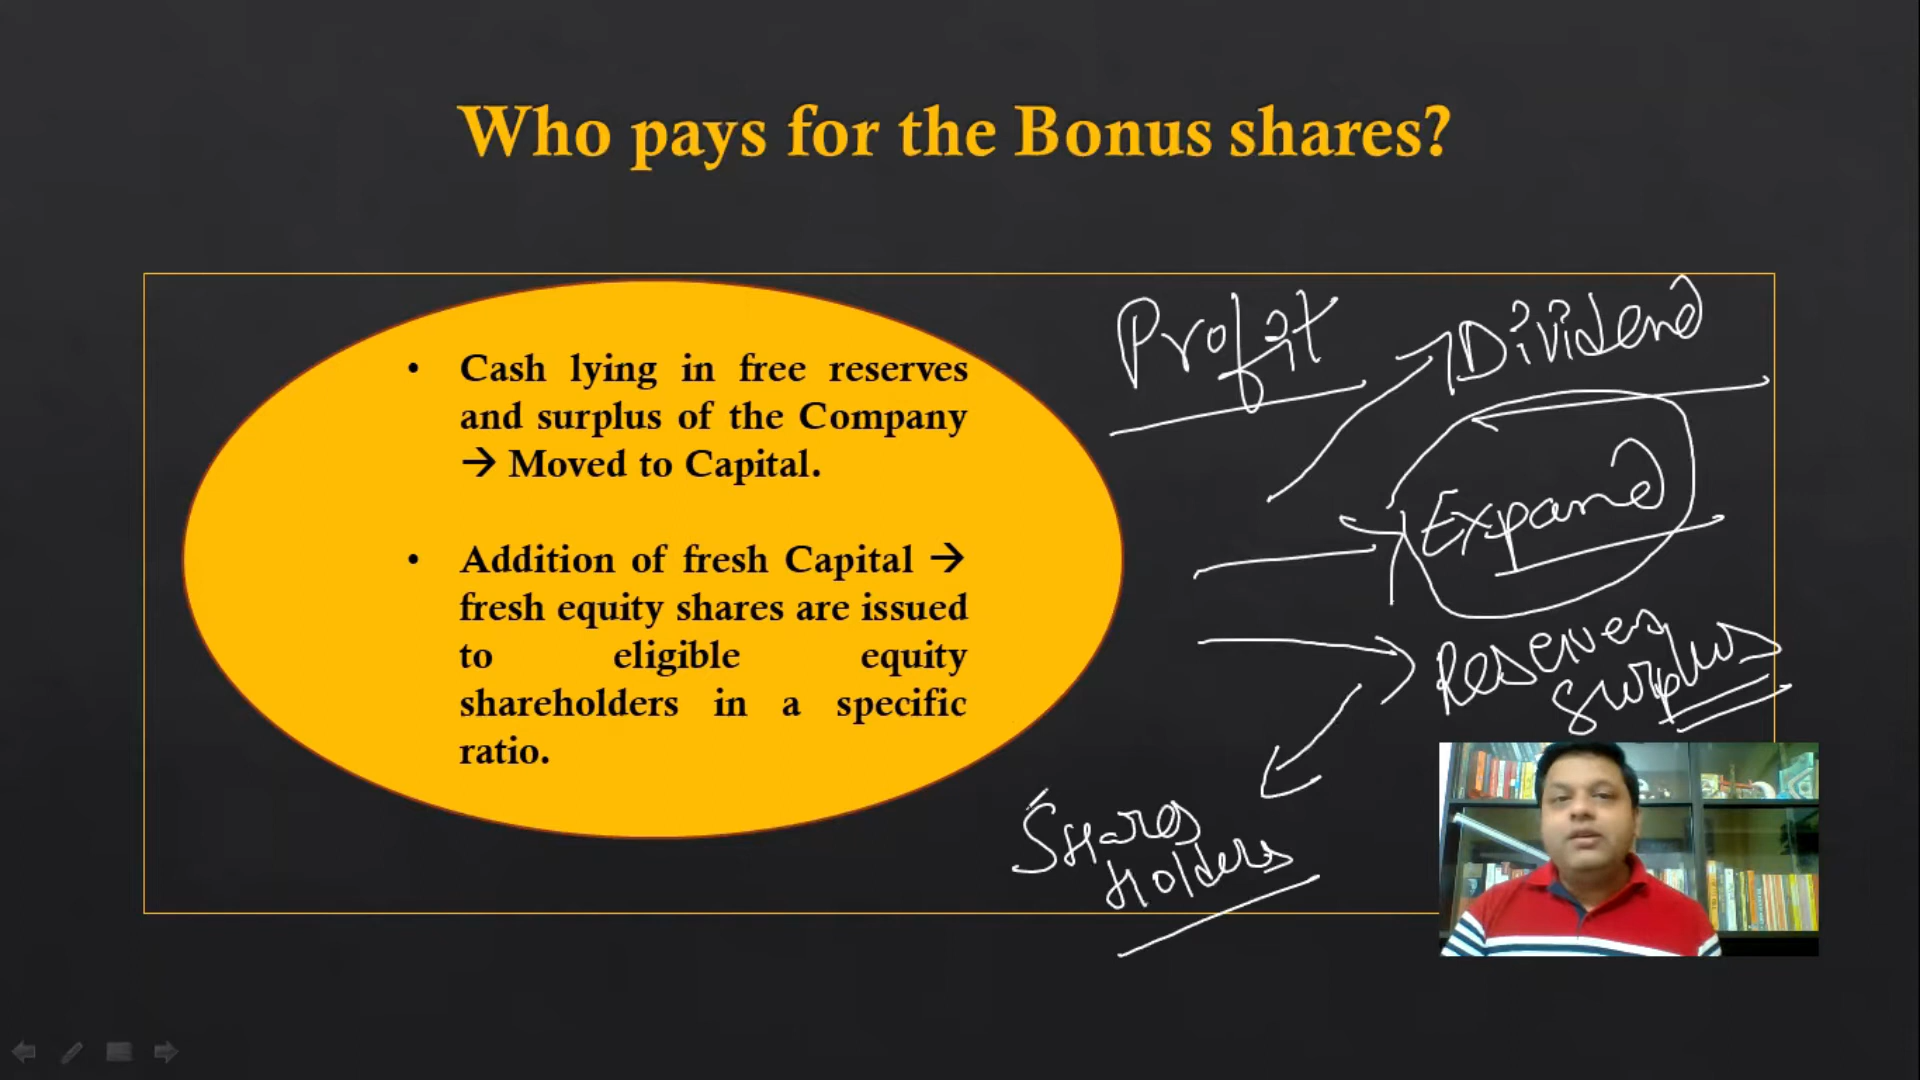 Who pays for the Bonus shares?
• Cash lying in free reserves
and surplus of the Company
→ Moved to Capital.
• Addition of fresh Capital →
fresh equity shares are issued
to eligible equity
shareholders in a specific
ratio.
Profit
Dividend
Expand
Reserves
Surplus
Shares
Holders